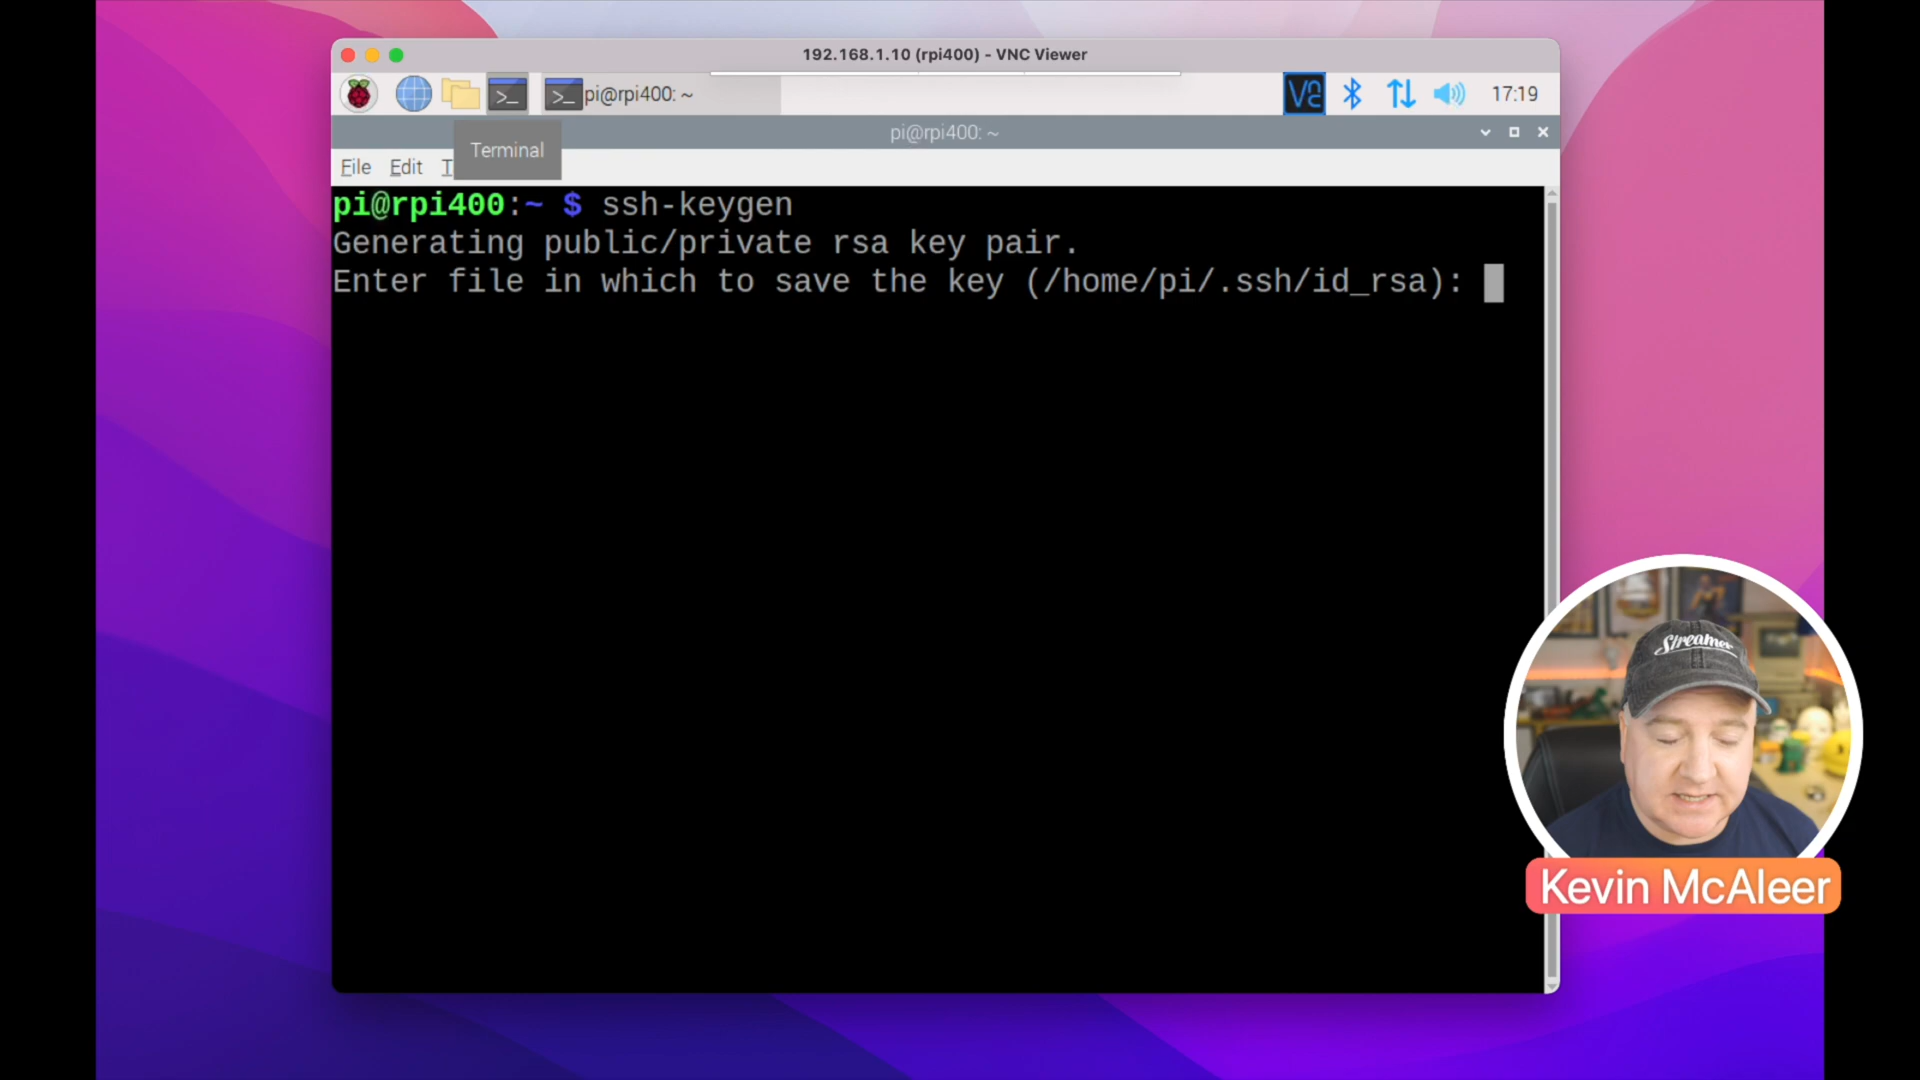 192.168.1.10 (rpi400) - VNC Viewer
pi@rpi400: ~
17:19
pi@rpi400: ~
Terminal
File Edit T
pi@rpi400:~ $ ssh-keygen
Generating public/private rsa key pair.
Enter file in which to save the key (/home/pi/.ssh/id_rsa):
Streamer
Kevin McAleer